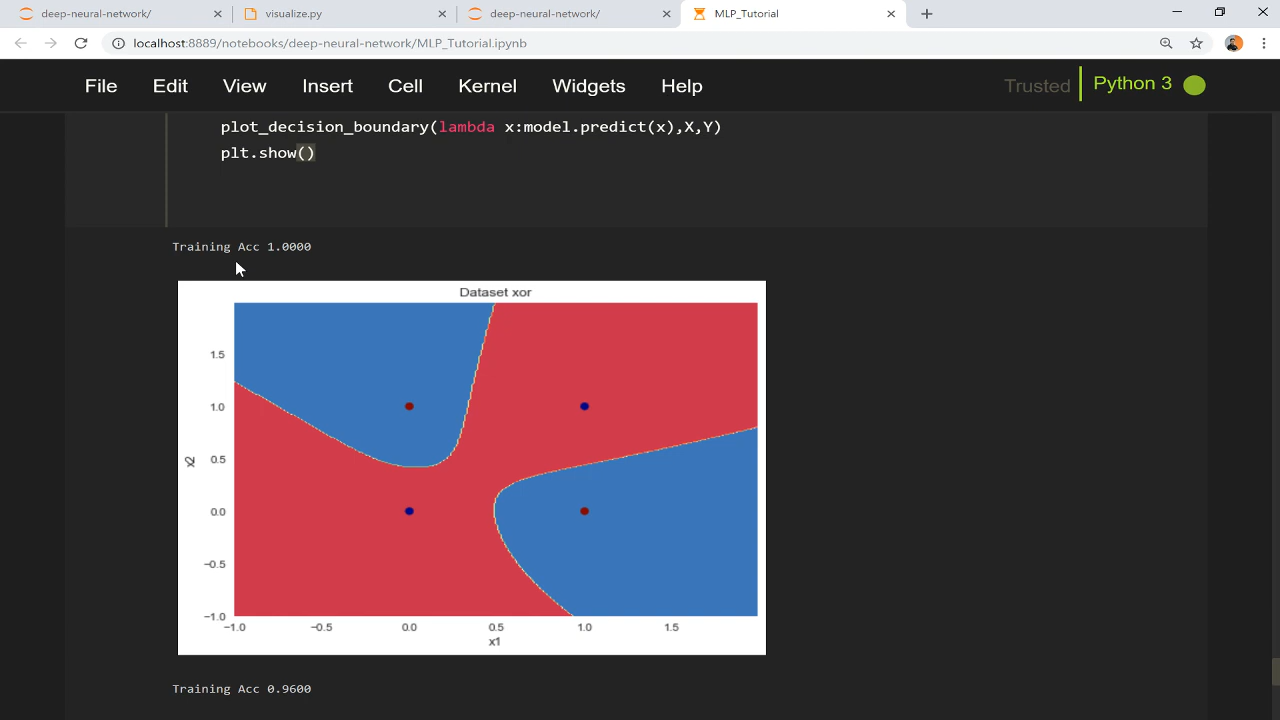 deep-neural-network/
visualize.py
deep-neural-network/
MLP_Tutorial
localhost:8889/notebooks/deep-neural-network/MLP_Tutorial.ipynb
File Edit View Insert Cell Kernel Widgets Help Trusted Python 3
plot_decision_boundary(lambda x:model.predict(x),X,Y)
plt.show()
Training Acc 1.0000
Dataset xor
1.5
1.0
0.5
0.0
−0.5
−1.0
x2
−1.0 −0.5 0.0 0.5 1.0 1.5
x1
Training Acc 0.9600